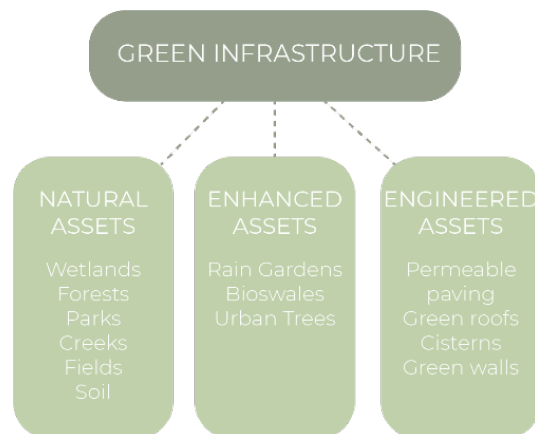 GREEN INFRASTRUCTURE
NATURAL
ASSETS
Wetlands
Forests
Parks
Creeks
Fields
Soil
ENHANCED
ASSETS
Rain Gardens
Bioswales
Urban Trees
ENGINEERED
ASSETS
Permeable
paving
Green roofs
Cisterns
Green walls